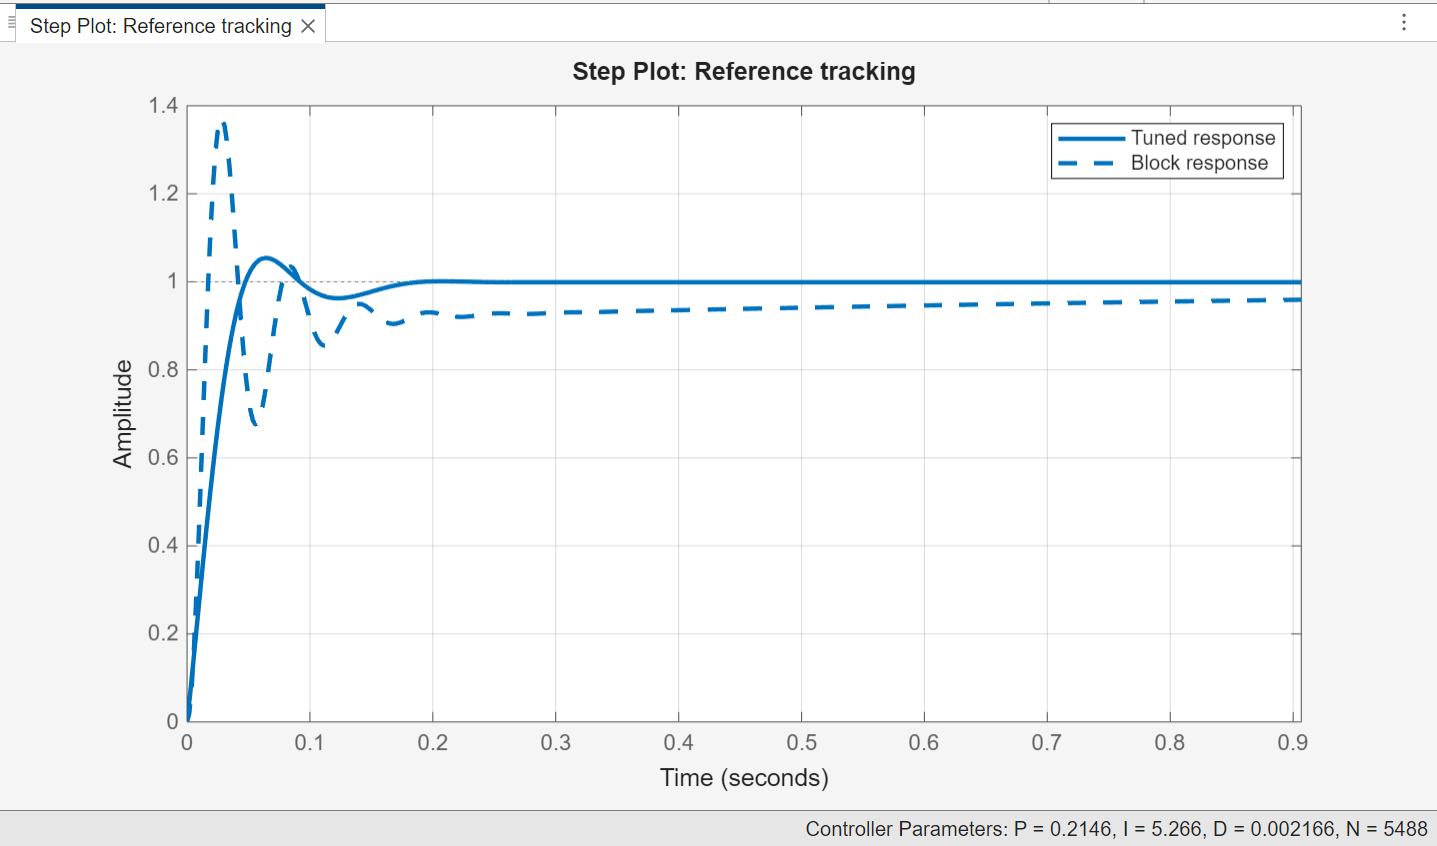 Step Plot: Reference tracking
Step Plot: Reference tracking
1.4
1.2
1
0.8
0.6
0.4
0.2
0
Amplitude
Tuned response
Block response
0 0.1 0.2 0.3 0.4 0.5 0.6 0.7 0.8 0.9
Time (seconds)
Controller Parameters: P = 0.2146, I = 5.266, D = 0.002166, N = 5488